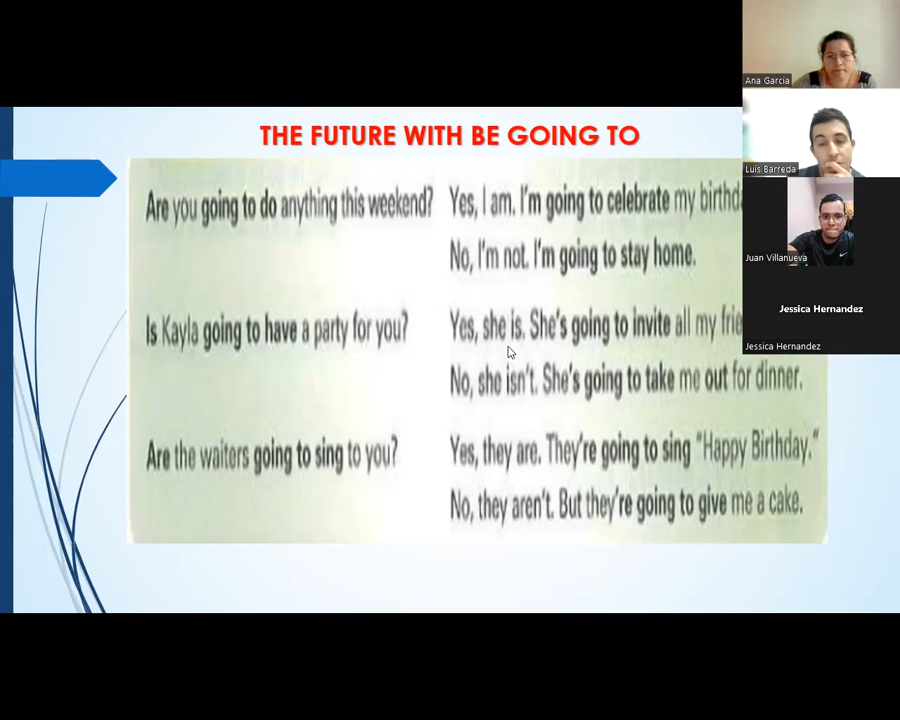 THE FUTURE WITH BE GOING TO
Are you going to do anything this weekend?
Yes, I am. I'm going to celebrate my
No, I'm not. I'm going to stay home.
Is Kayla going to have a party for you?
Yes, she is. She's going to invite all my
No, she isn't. She's going to take me out for dinner.
Are the waiters going to sing to you?
Yes, they are. They're going to sing "Happy Birthday."
No, they aren't. But they're going to give me a cake.
Ana Garcia
Luis Barreda
Juan Villanueva
Jessica Hernandez
Jessica Hernandez